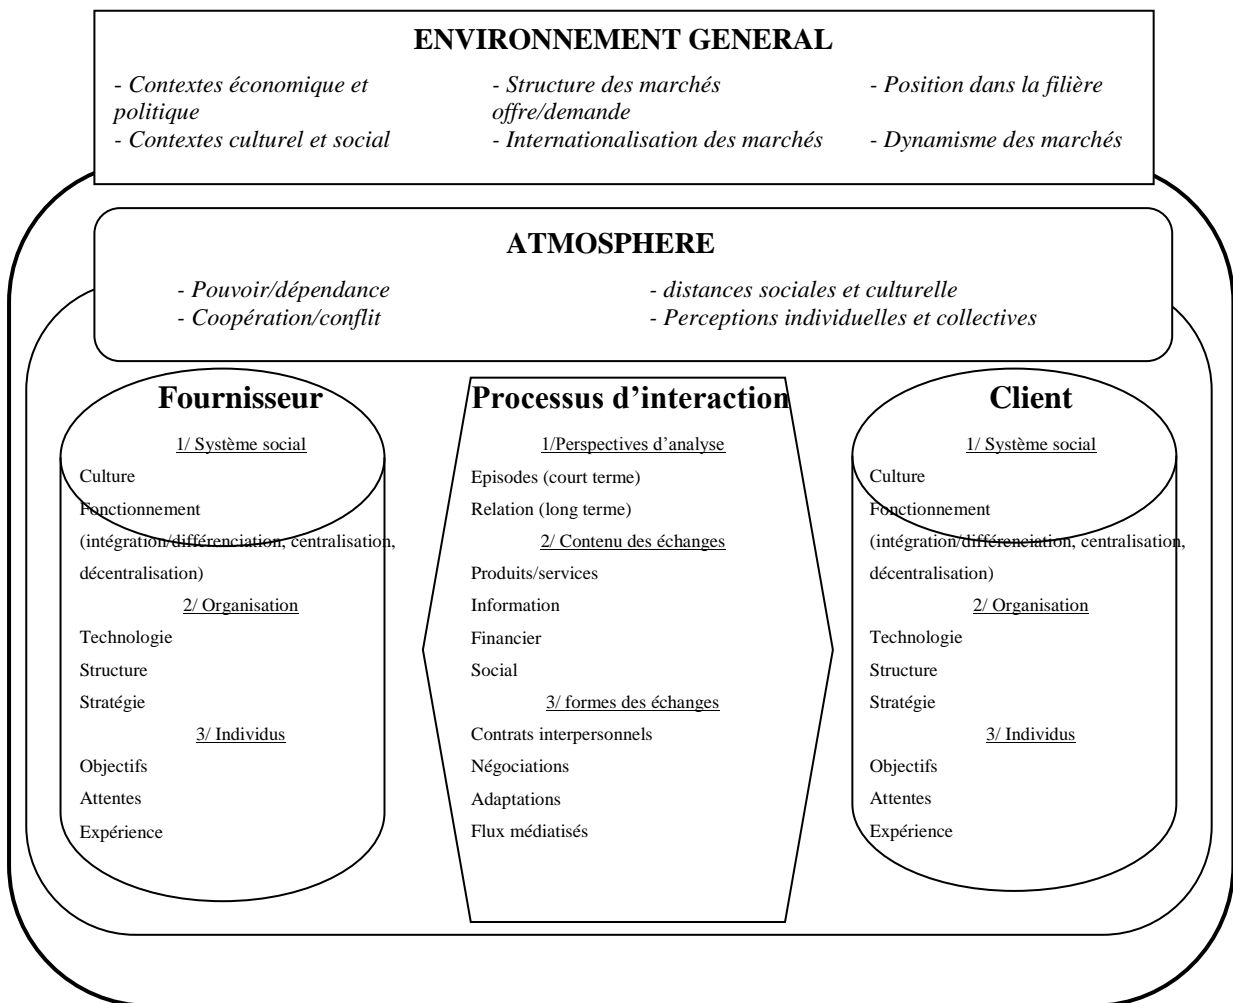 ENVIRONNEMENT GENERAL
- Contextes économique et
politique
- Contextes culturel et social
- Structure des marchés
offre/demande
- Internationalisation des marchés
- Position dans la filière
- Dynamisme des marchés
ATMOSPHERE
- Pouvoir/dépendance
- Coopération/conflit
- distances sociales et culturelle
- Perceptions individuelles et collectives
Fournisseur
1/ Système social
Culture
Fonctionnement
(intégration/différenciation, centralisation,
décentralisation)
2/ Organisation
Technologie
Structure
Stratégie
3/ Individus
Objectifs
Attentes
Expérience
Processus d’interaction
1/Perspectives d’analyse
Episodes (court terme)
Relation (long terme)
2/ Contenu des échanges
Produits/services
Information
Financier
Social
3/ formes des échanges
Contrats interpersonnels
Négociations
Adaptations
Flux médiatisés
Client
1/ Système social
Culture
Fonctionnement
(intégration/différenciation, centralisation,
décentralisation)
2/ Organisation
Technologie
Structure
Stratégie
3/ Individus
Objectifs
Attentes
Expérience